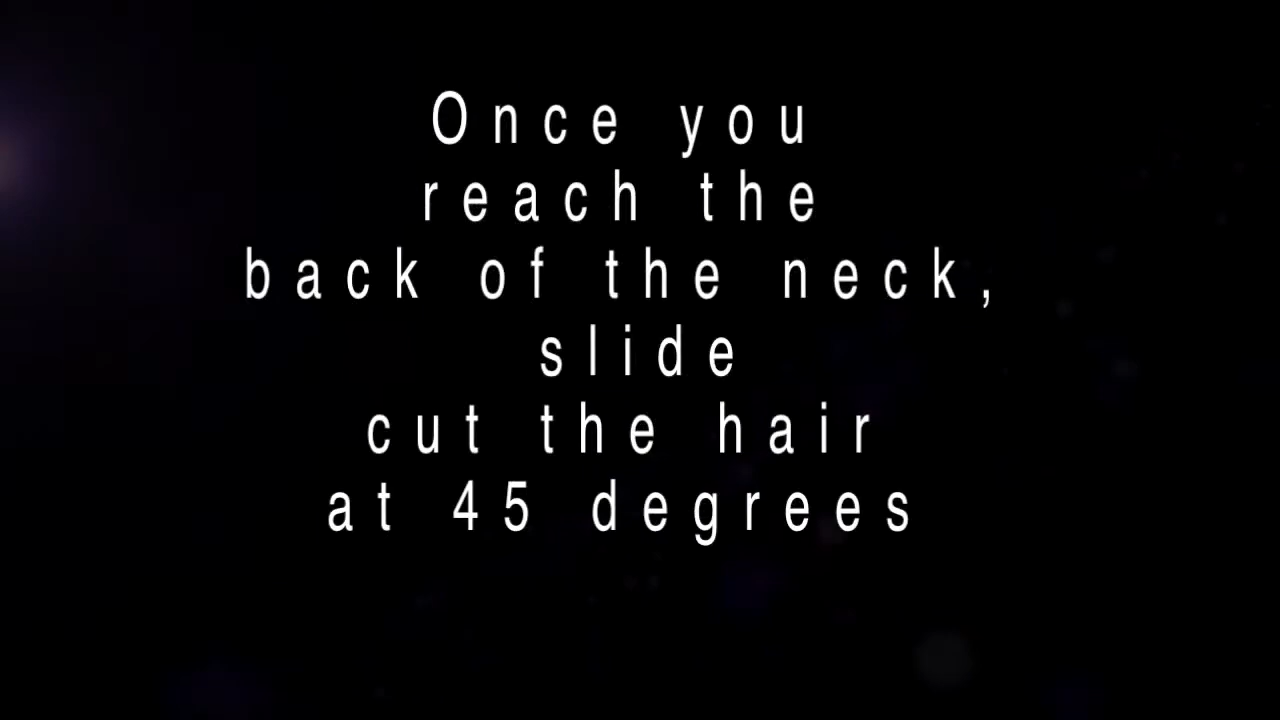 Once you
reach the
back of the neck,
slide
cut the hair
at 45 degrees